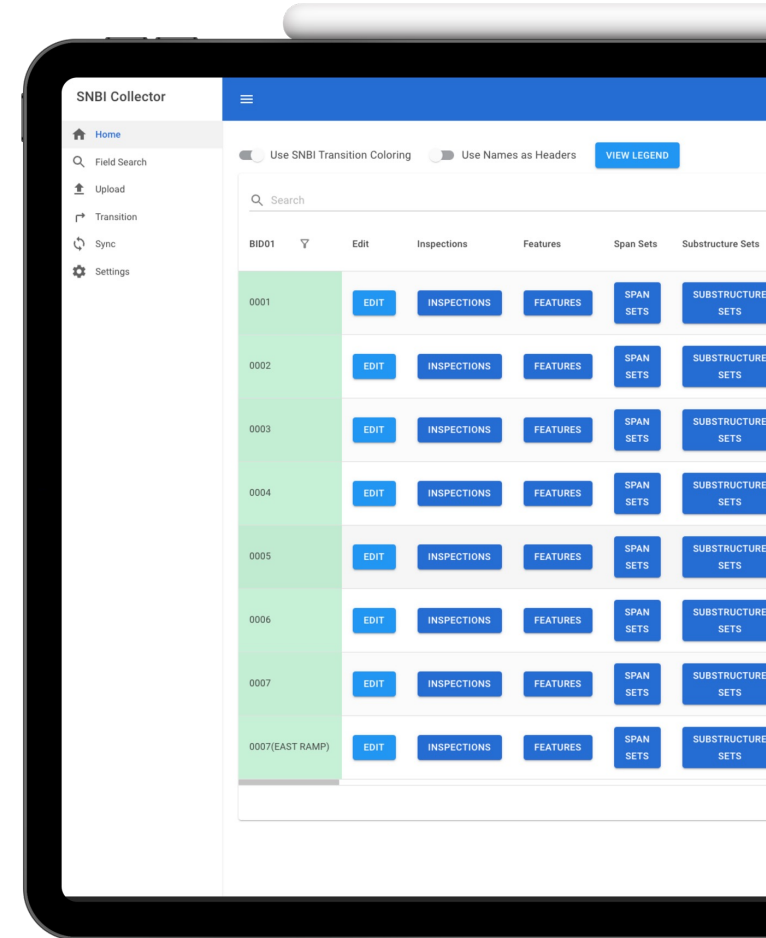 SNBI Collector
Home
Field Search
Upload
Transition
Sync
Settings
Use SNBI Transition Coloring Use Names as Headers VIEW LEGEND
Search
BID01 Edit Inspections Features Span Sets Substructure Sets
0001 EDIT INSPECTIONS FEATURES SPAN SETS SUBSTRUCTURE SETS
0002 EDIT INSPECTIONS FEATURES SPAN SETS SUBSTRUCTURE SETS
0003 EDIT INSPECTIONS FEATURES SPAN SETS SUBSTRUCTURE SETS
0004 EDIT INSPECTIONS FEATURES SPAN SETS SUBSTRUCTURE SETS
0005 EDIT INSPECTIONS FEATURES SPAN SETS SUBSTRUCTURE SETS
0006 EDIT INSPECTIONS FEATURES SPAN SETS SUBSTRUCTURE SETS
0007 EDIT INSPECTIONS FEATURES SPAN SETS SUBSTRUCTURE SETS
0007(EAST RAMP) EDIT INSPECTIONS FEATURES SPAN SETS SUBSTRUCTURE SETS